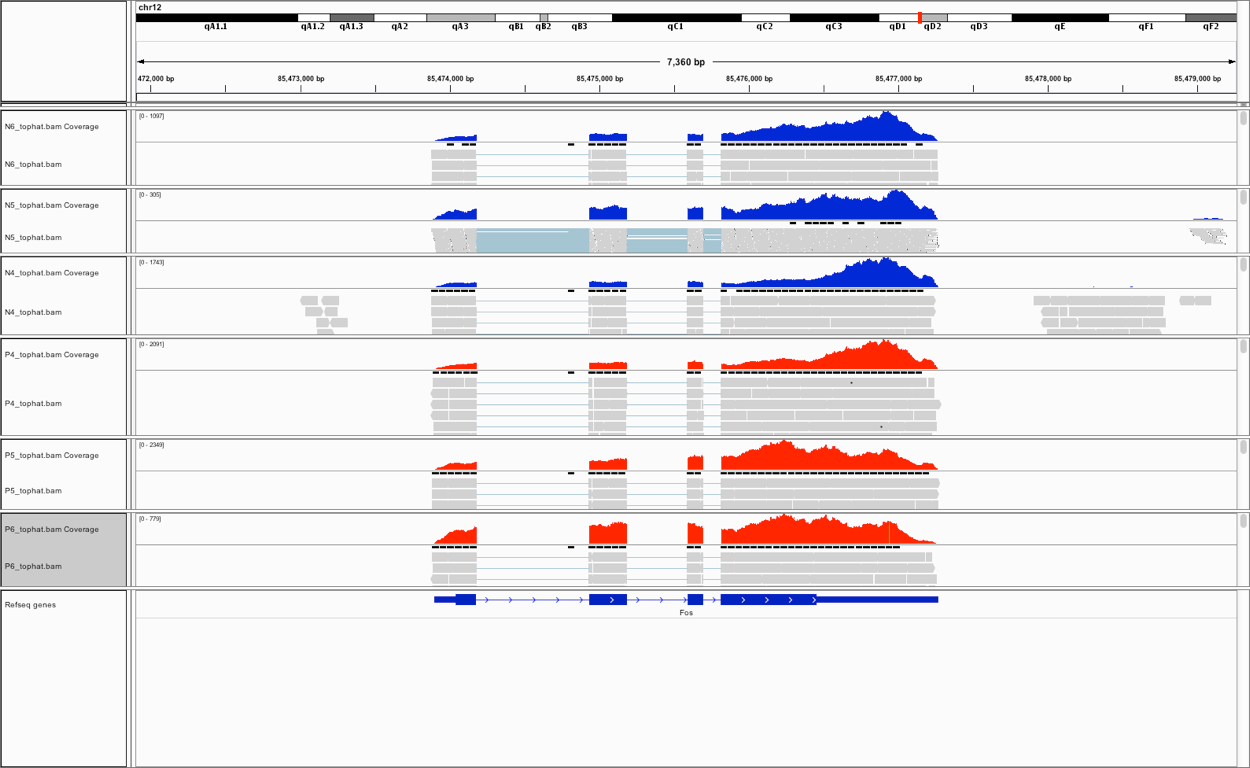 chr12
qA1.1 qA1.2 qA1.3 qA2 qA3 qB1 qB2 qB3 qC1 qC2 qC3 qD1 qD2 qD3 qE qF1 qF2
7,360 bp
472,000 bp 85,473,000 bp 85,474,000 bp 85,475,000 bp 85,476,000 bp 85,477,000 bp 85,478,000 bp 85,479,000 bp
[0 - 1097]
N6_tophat.bam Coverage
N6_tophat.bam
[0 - 305]
N5_tophat.bam Coverage
N5_tophat.bam
[0 - 1743]
N4_tophat.bam Coverage
N4_tophat.bam
[0 - 2091]
P4_tophat.bam Coverage
P4_tophat.bam
[0 - 2349]
P5_tophat.bam Coverage
P5_tophat.bam
[0 - 779]
P6_tophat.bam Coverage
P6_tophat.bam
Refseq genes
Fos